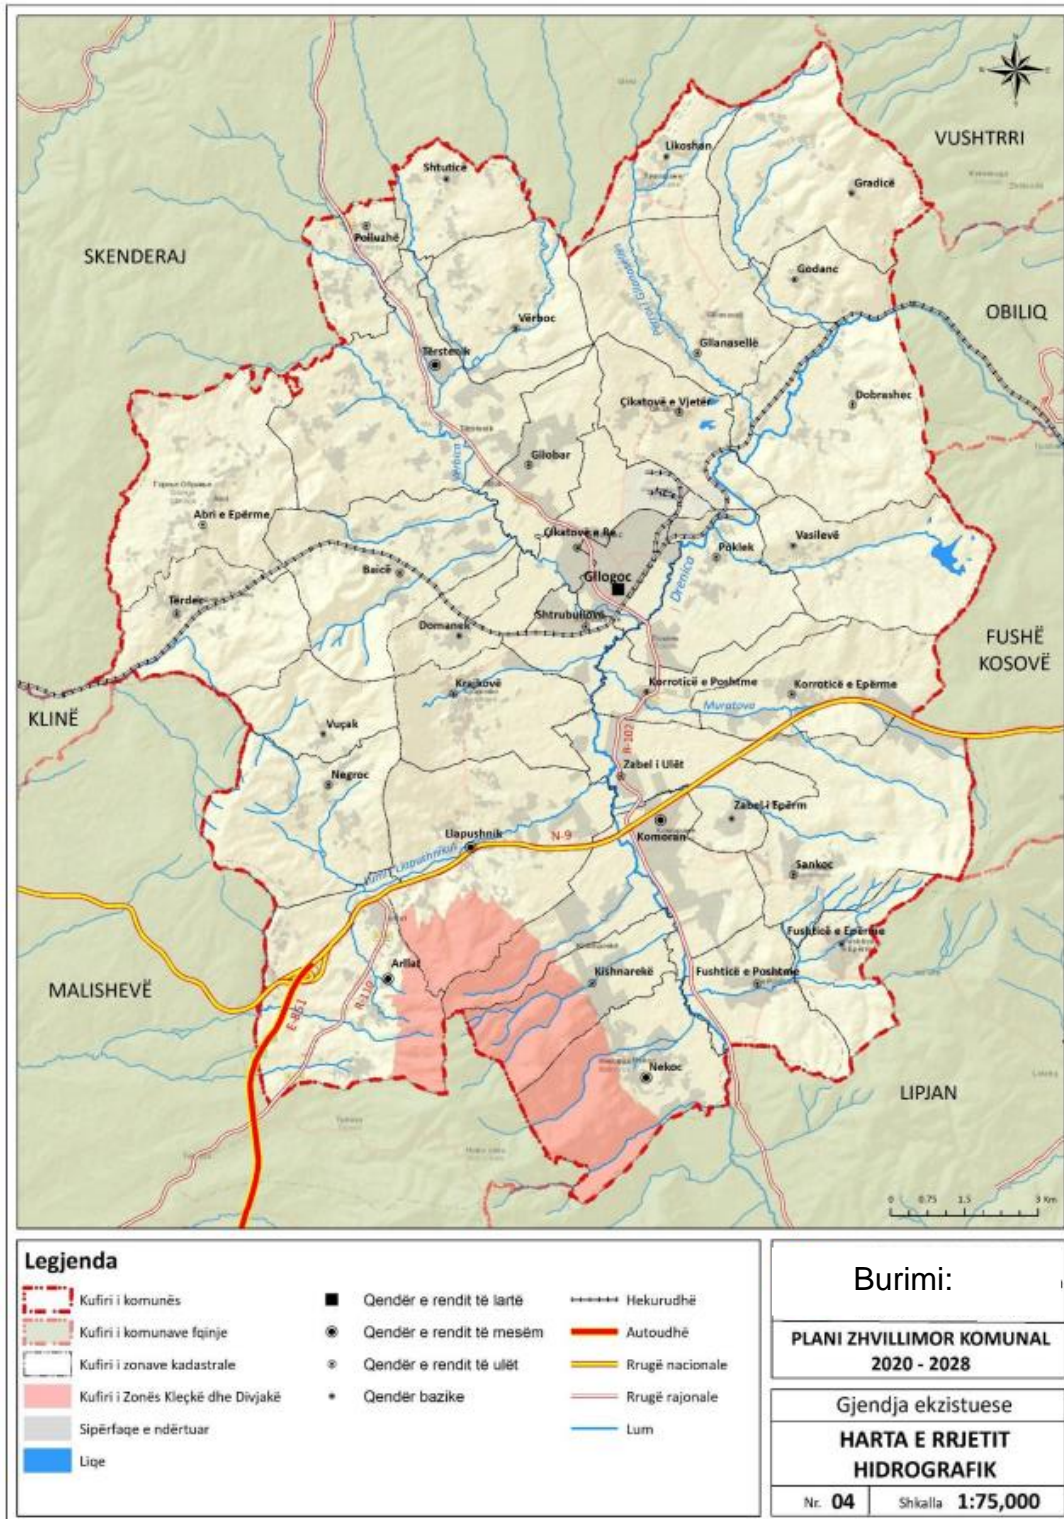 VUSHTRRI
Likoshan
Shtuticë
Gradicë
Polluzhë
SKENDERAJ
Godanc
OBILIQ
Vërboc
Gllanasellë
Tërstenik
Dobrashec
Çikatovë e Vjetër
Vërbica
Gllobar
Abri e Epërme
Çikatovë e Re
Vasilevë
Poklek
Baicë
Gllogoc
Drenica
Tërdec
Shtrubullovë
Domanek
FUSHË
KOSOVË
Krajkovë
Korroticë e Poshtme
Korroticë e Epërme
KLINË
Muratova
Vuçak
R-102
Negroc
Zabel i Ulët
Zabel i Epërm
Llapushnik
N-9
Komoran
Sankoc
Fushticë e Epërme
Arllat
Kishnarekë
Fushticë e Poshtme
MALISHEVË
R-110
E-851
Nekoc
LIPJAN
0 0.75 1.5 3 Km
Legjenda
Kufiri i komunës
Kufiri i komunave fqinje
Kufiri i zonave kadastrale
Kufiri i Zonës Kleçkë dhe Divjakë
Sipërfaqe e ndërtuar
Liqe
Qendër e rendit të lartë
Qendër e rendit të mesëm
Qendër e rendit të ulët
Qendër bazike
Hekurudhë
Autoudhë
Rrugë nacionale
Rrugë rajonale
Lum
Burimi:
PLANI ZHVILLIMOR KOMUNAL
2020 - 2028
Gjendja ekzistuese
HARTA E RRJETIT
HIDROGRAFIK
Nr. 04 Shkalla 1:75,000